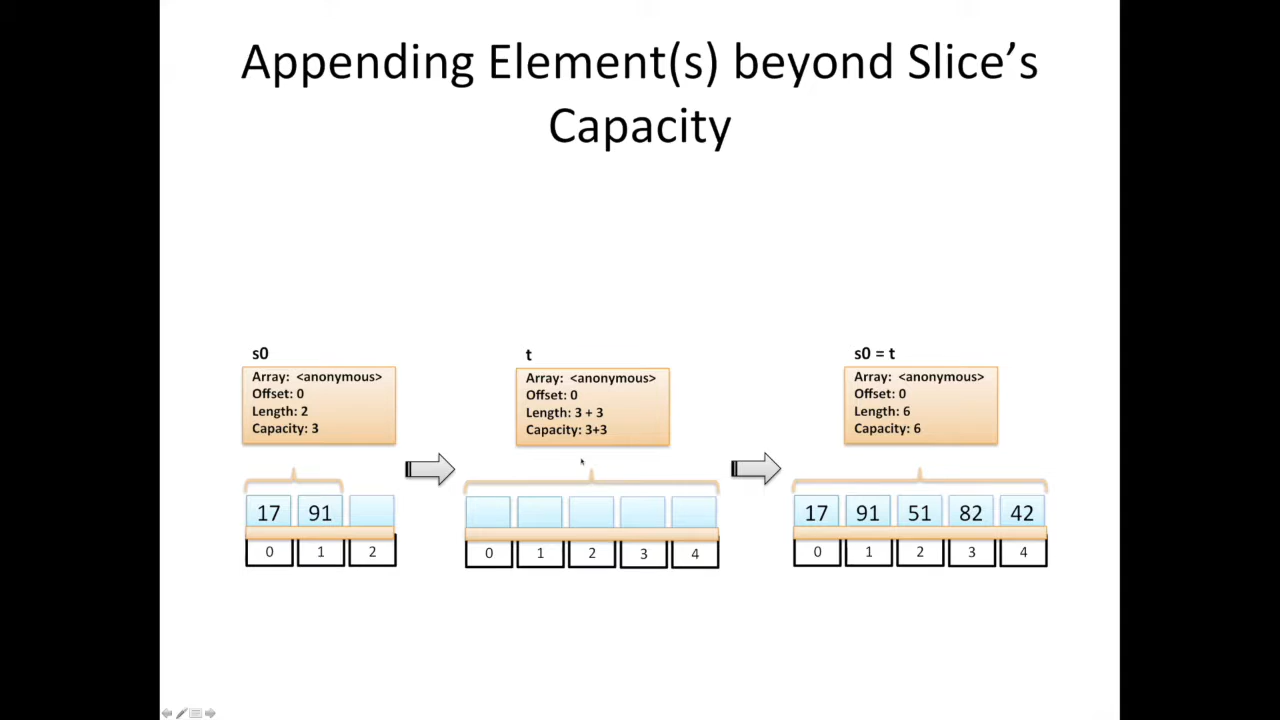 Appending Element(s) beyond Slice’s
Capacity
s0
Array:  <anonymous>
Offset: 0
Length: 2
Capacity: 3
17 91
0 1 2
t
Array:  <anonymous>
Offset: 0
Length: 3 + 3
Capacity: 3+3
0 1 2 3 4
s0 = t
Array:  <anonymous>
Offset: 0
Length: 6
Capacity: 6
17 91 51 82 42
0 1 2 3 4